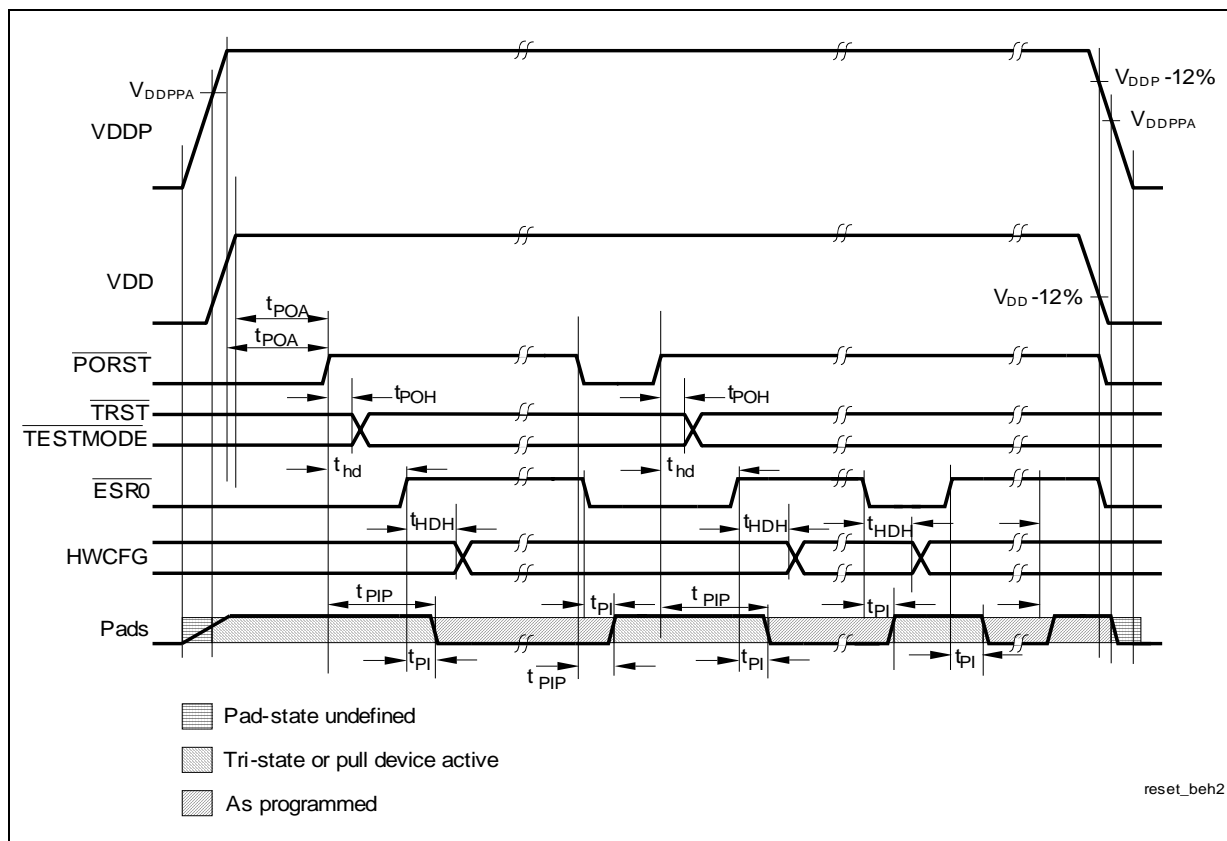 VDDPPA
VDDP
VDDP -12%
VDDPPA
VDD
VDD -12%
tPOA
tPOA
PORST
tPOH
tPOH
TRST
TESTMODE
thd
thd
ESR0
tHDH
tHDH
tHDH
HWCFG
tPIP
tPI
tPIP
tPI
Pads
tPI
tPIP
tPI
tPI
Pad-state undefined
Tri-state or pull device active
As programmed
reset_beh2